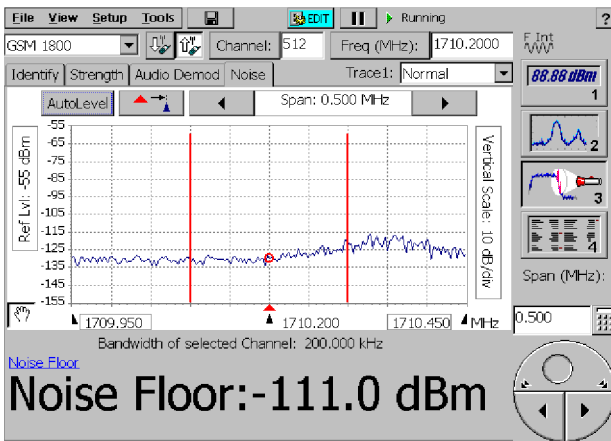 File View Setup Tools EDIT Running ?
GSM 1800 Channel: 512 Freq (MHz): 1710.2000 F Int
Identify Strength Audio Demod Noise Trace1: Normal
88.88 dBm
1
AutoLevel Span: 0.500 MHz
Ref Lvl: -55 dBm
-55
-65
-75
-85
-95
-105
-115
-125
-135
-145
-155
Vertical Scale: 10 dB/div
2
3
4
Span (MHz):
0.500
1709.950 1710.200 1710.450 MHz
Bandwidth of selected Channel: 200.000 kHz
Noise Floor
Noise Floor:-111.0 dBm